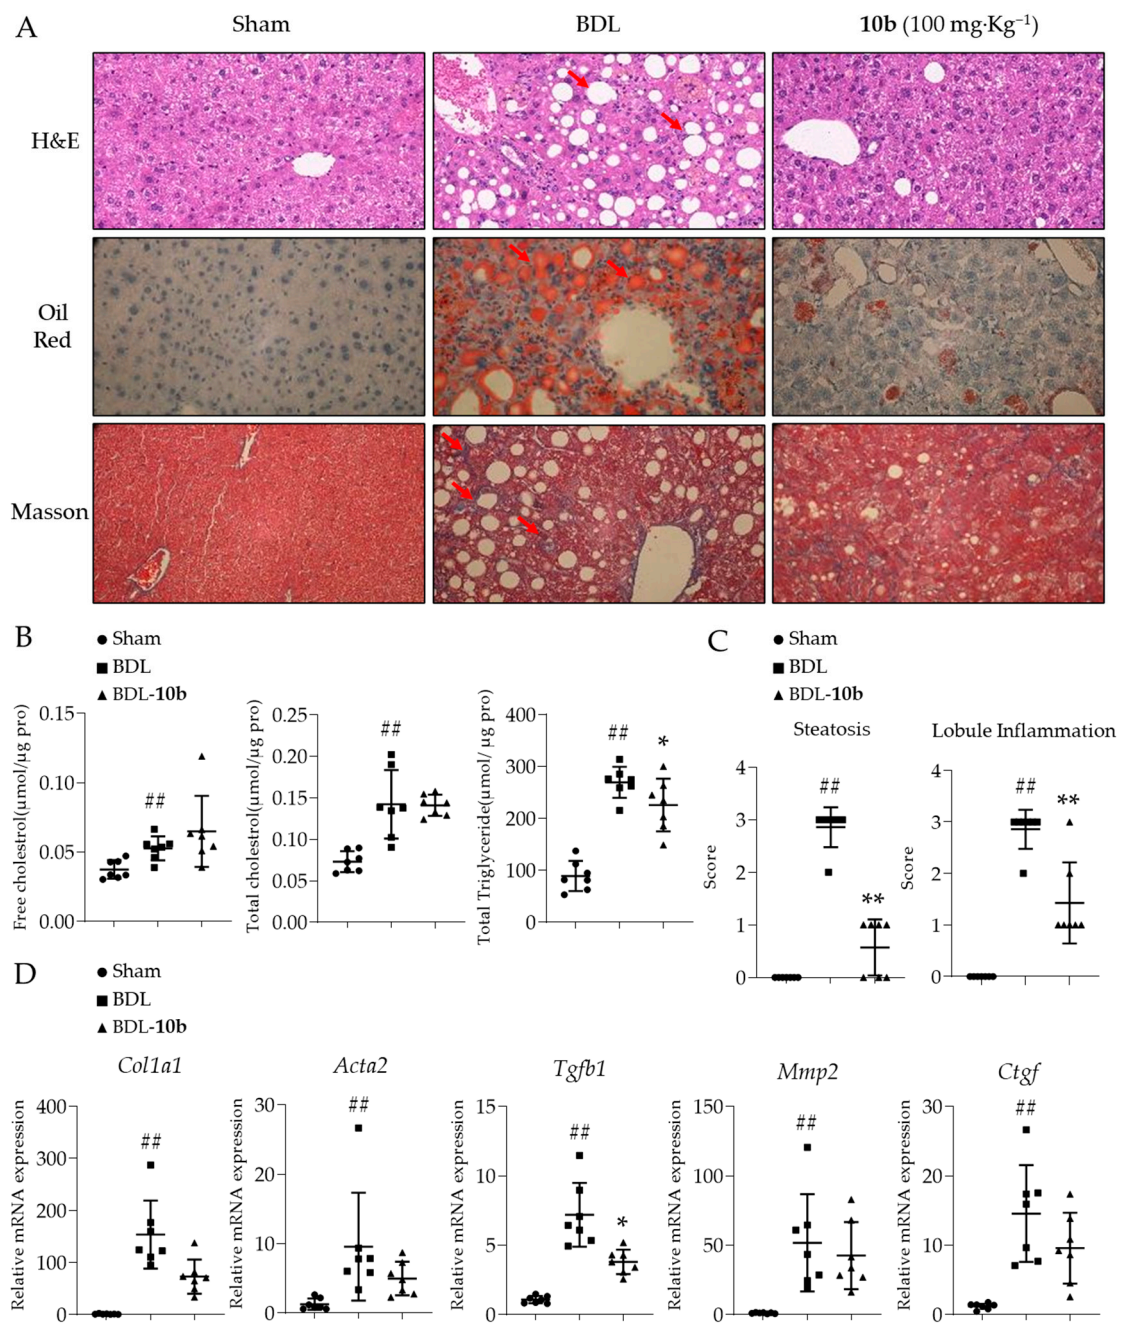 A
Sham
BDL
10b (100 mg·Kg⁻¹)
H&E
Oil
Red
Masson
B
● Sham
■ BDL
▲ BDL-10b
Free cholestrol(µmol/µg pro)
0.15
0.10
0.05
0.00
##
Total cholestrol(µmol/µg pro)
0.25
0.20
0.15
0.10
0.05
0.00
##
Total Triglyceride(µmol/ µg pro)
400
300
200
100
0
##
*
C
● Sham
■ BDL
▲ BDL-10b
Steatosis
Score
4
3
2
1
0
##
**
Lobule Inflammation
Score
4
3
2
1
0
##
**
D
● Sham
■ BDL
▲ BDL-10b
Col1a1
Relative mRNA expression
400
300
200
100
0
##
Acta2
Relative mRNA expression
30
20
10
0
##
Tgfb1
Relative mRNA expression
15
10
5
0
##
*
Mmp2
Relative mRNA expression
150
100
50
0
##
Ctgf
Relative mRNA expression
30
20
10
0
##